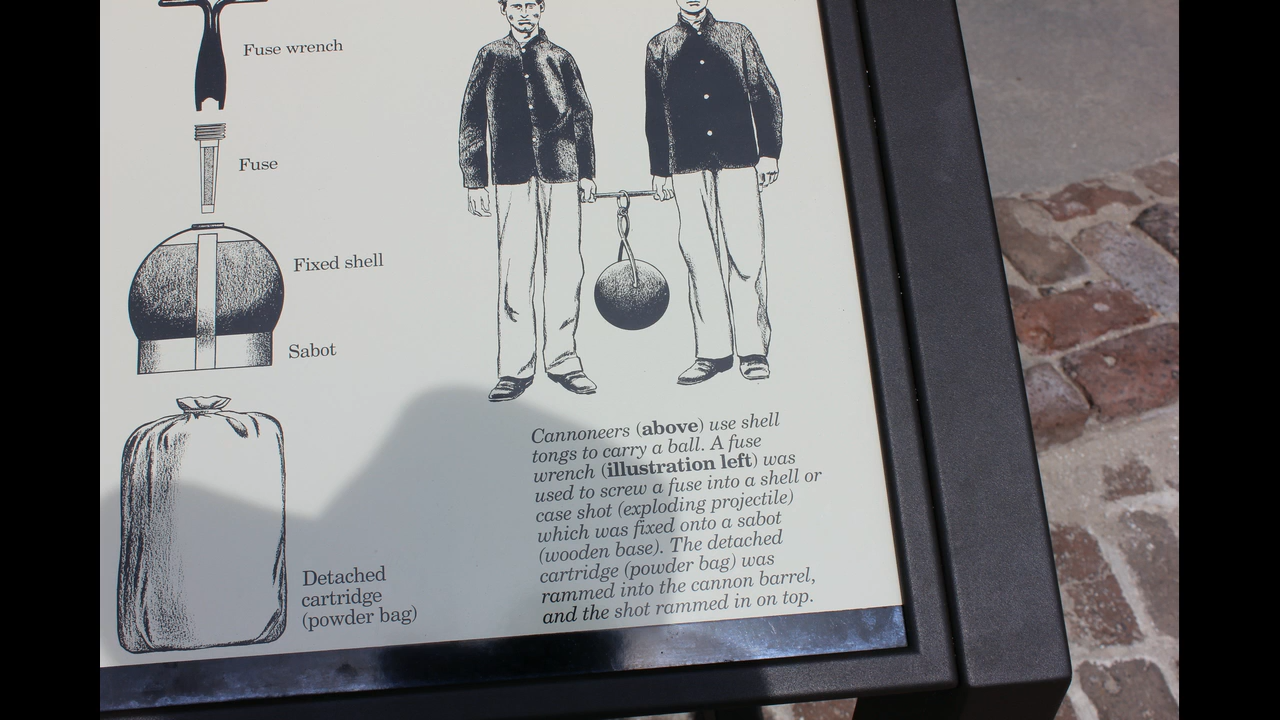 Fuse wrench
Fuse
Fixed shell
Sabot
Detached
cartridge
(powder bag)
Cannoneers (above) use shell
tongs to carry a ball. A fuse
wrench (illustration left) was
used to screw a fuse into a shell or
case shot (exploding projectile)
which was fixed onto a sabot
(wooden base). The detached
cartridge (powder bag) was
rammed into the cannon barrel,
and the shot rammed in on top.